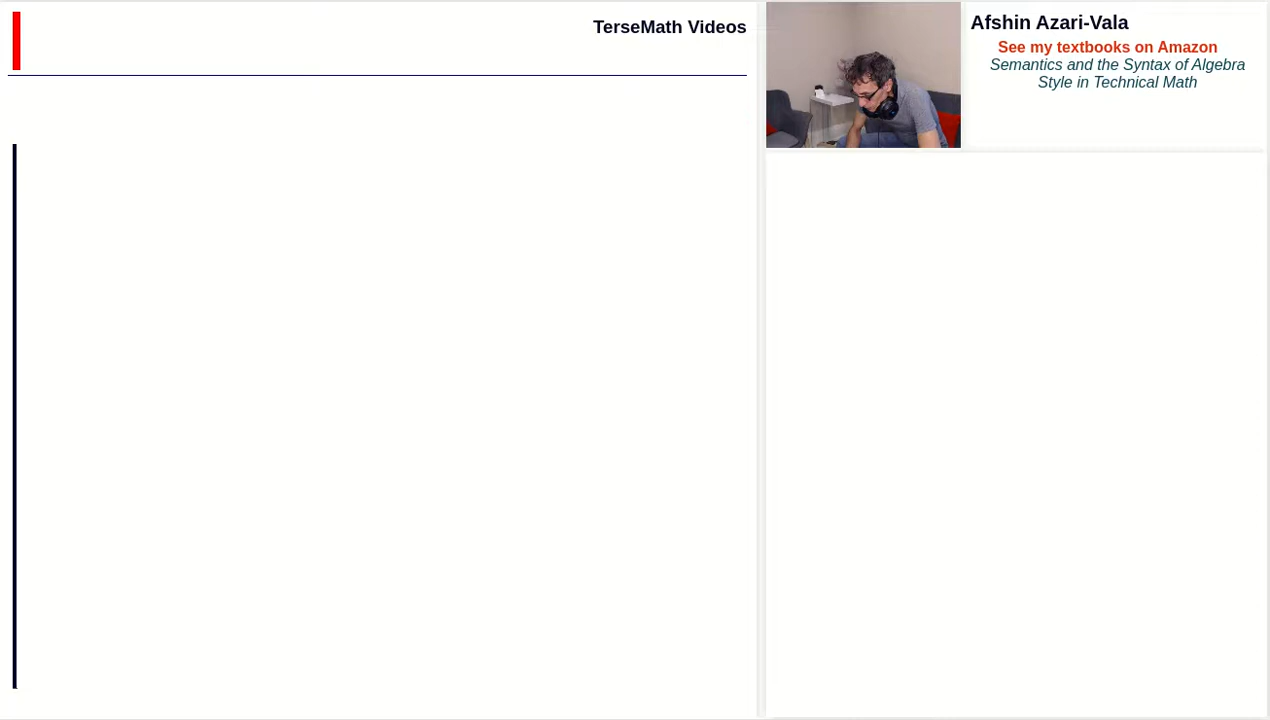 TerseMath Videos
Afshin Azari-Vala
See my textbooks on Amazon
Semantics and the Syntax of Algebra
Style in Technical Math